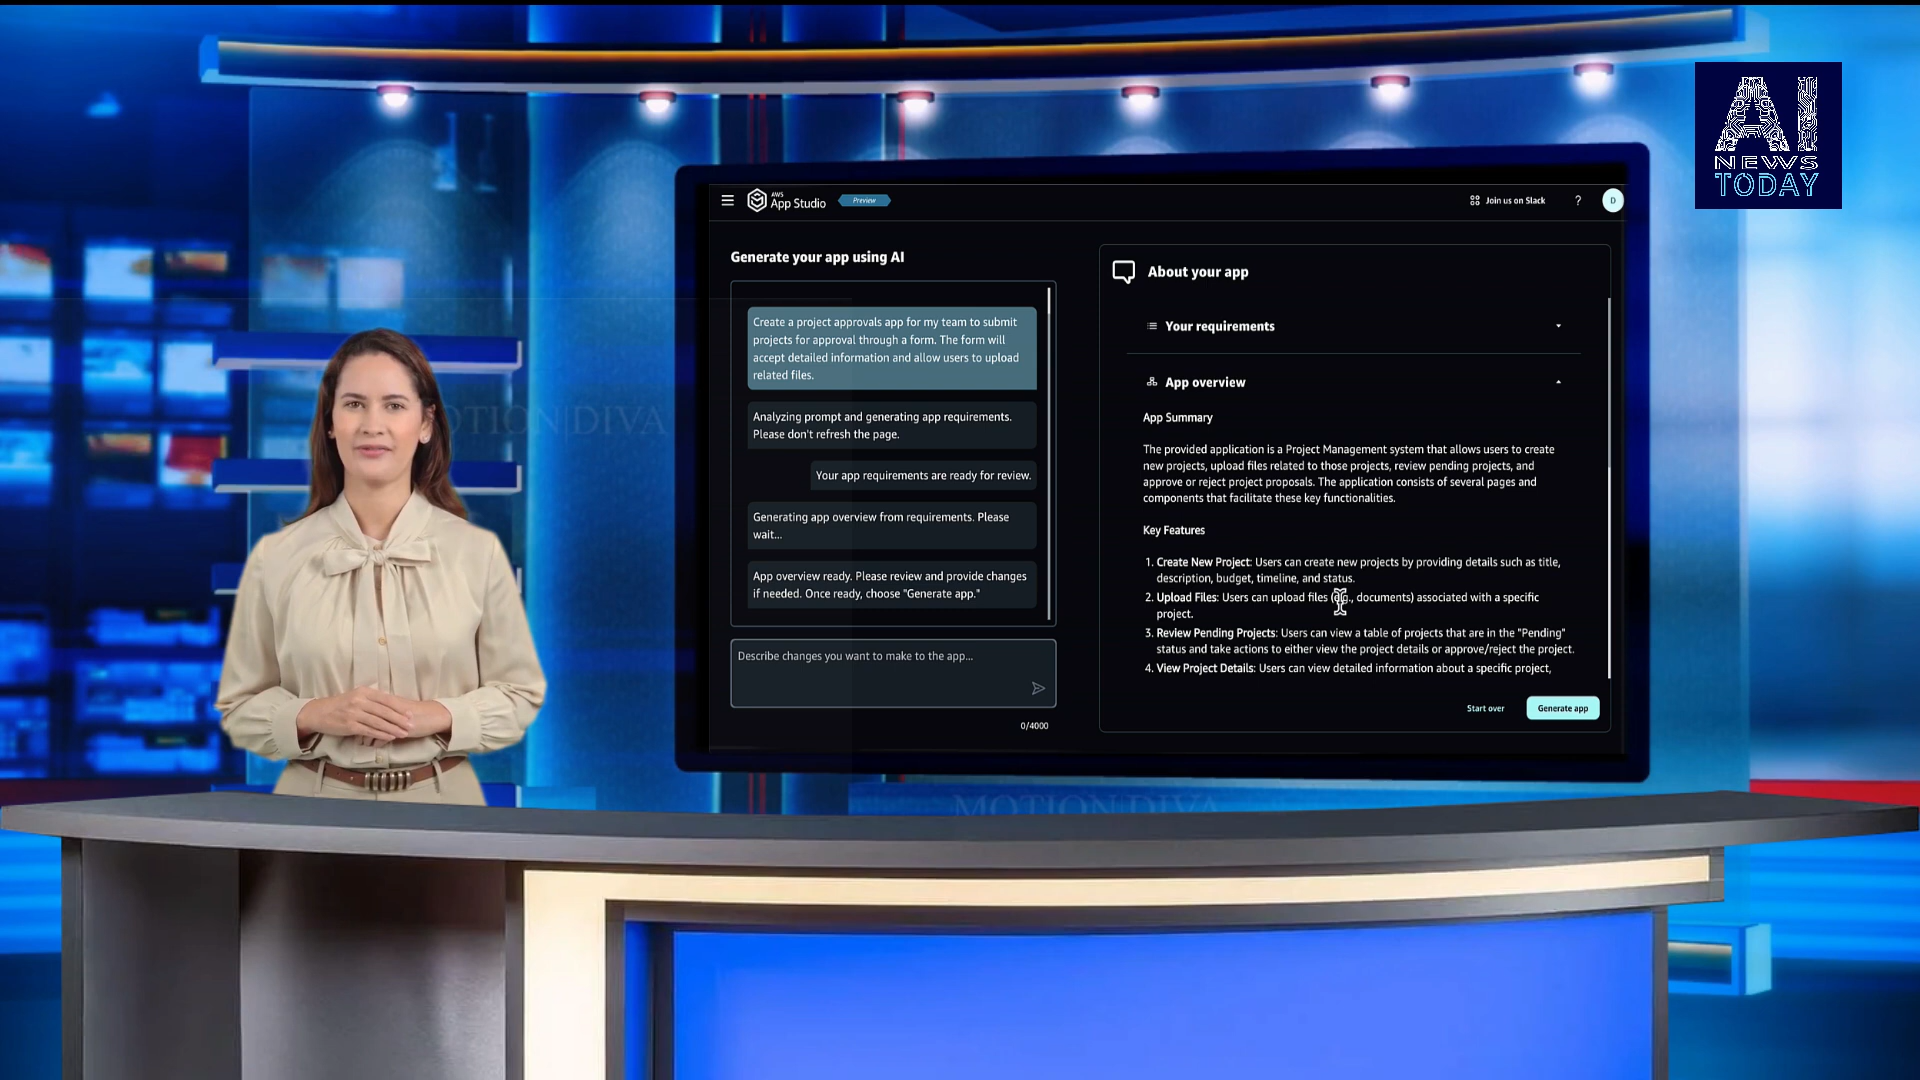 AI
NEWS
TODAY
AWS
App Studio
Preview
Join us on Slack
?
D
Generate your app using AI
Create a project approvals app for my team to submit
projects for approval through a form. The form will
accept detailed information and allow users to upload
related files.
Analyzing prompt and generating app requirements.
Please don't refresh the page.
Your app requirements are ready for review.
Generating app overview from requirements. Please
wait...
App overview ready. Please review and provide changes
if needed. Once ready, choose "Generate app."
Describe changes you want to make to the app...
0/4000
About your app
Your requirements
App overview
App Summary
The provided application is a Project Management system that allows users to create
new projects, upload files related to those projects, review pending projects, and
approve or reject project proposals. The application consists of several pages and
components that facilitate these key functionalities.
Key Features
1. Create New Project: Users can create new projects by providing details such as title,
description, budget, timeline, and status.
2. Upload Files: Users can upload files (e.g., documents) associated with a specific
project.
3. Review Pending Projects: Users can view a table of projects that are in the "Pending"
status and take actions to either view the project details or approve/reject the project.
4. View Project Details: Users can view detailed information about a specific project,
Start over
Generate app
OTION|DIVA
MOTION|DIVA